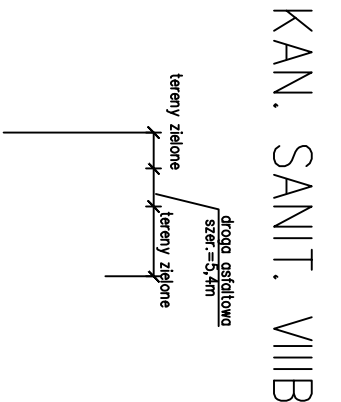 KAN. SANIT. VIIIB
droga asfaltowa
szer.=5,4m
tereny zielone
tereny zielone